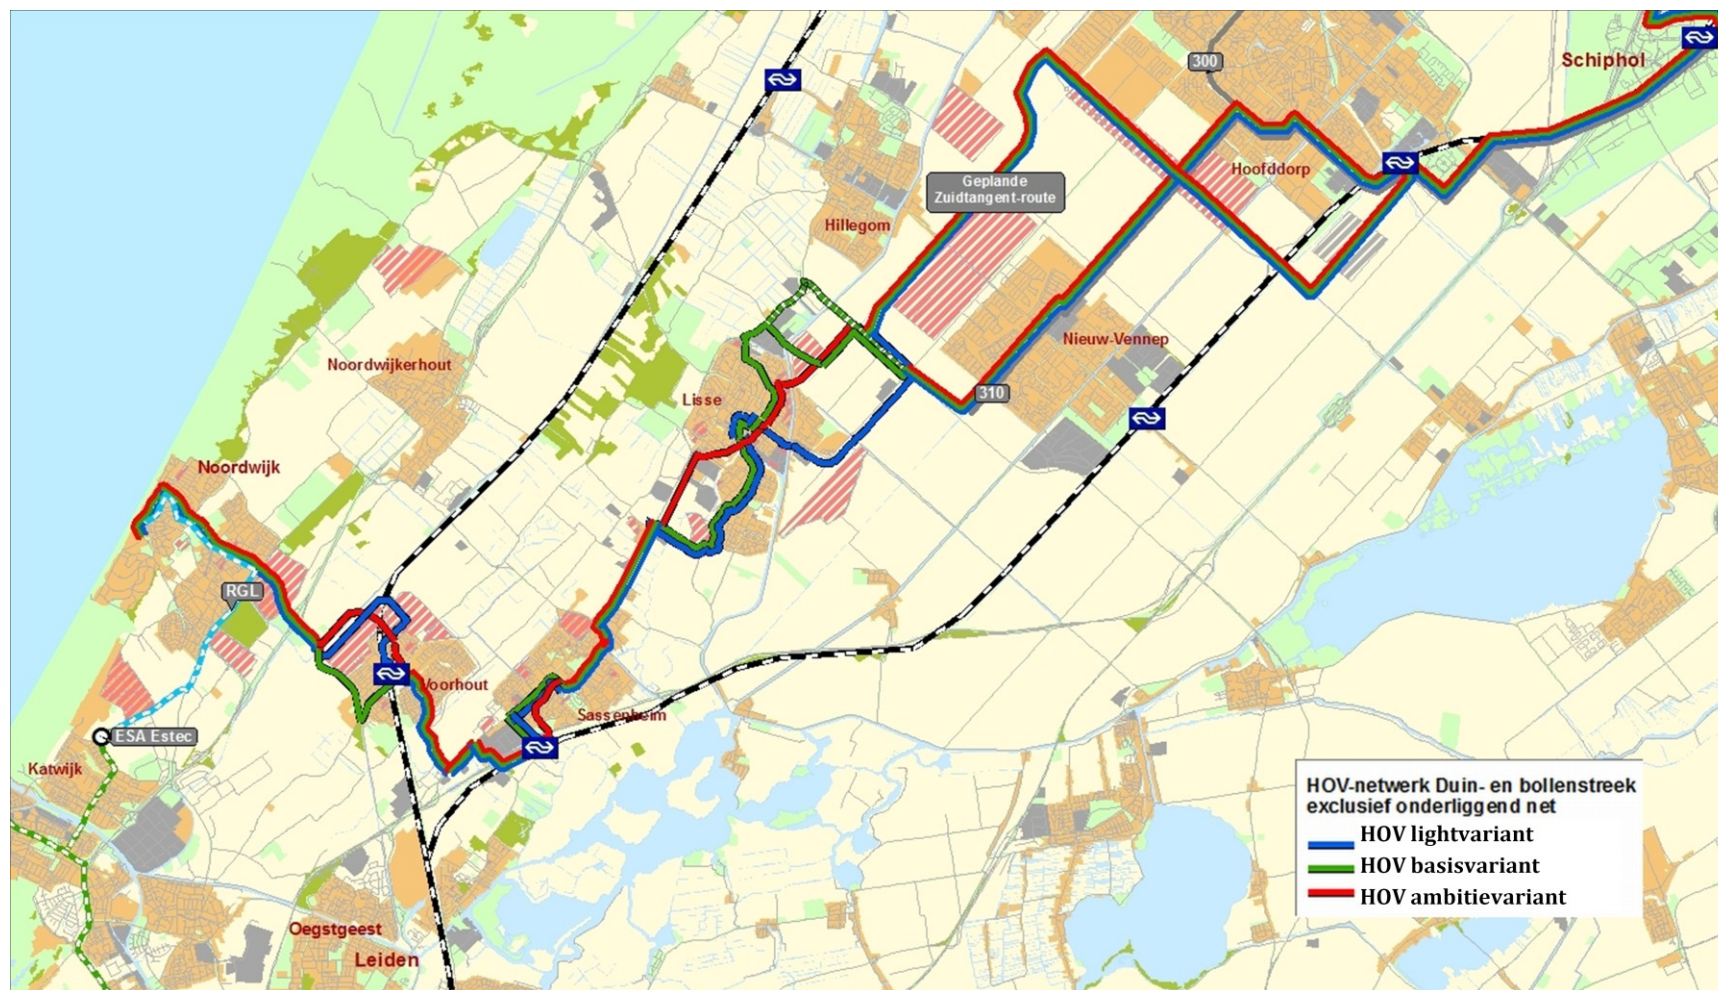 Schiphol
300
Hoofddorp
Geplande
Zuidtangent-route
Hillegom
Nieuw-Vennep
Noordwijkerhout
310
Lisse
Noordwijk
RGL
Voorhout
Sassenheim
ESA Estec
Katwijk
HOV-netwerk Duin- en bollenstreek
exclusief onderliggend net
HOV lightvariant
HOV basisvariant
HOV ambitievariant
Oegstgeest
Leiden